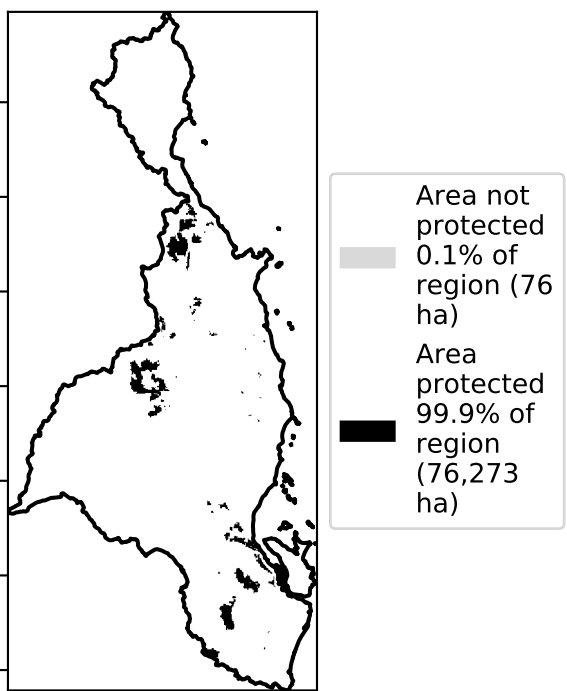 Area not
protected
0.1% of
region (76
ha)
Area
protected
99.9% of
region
(76,273
ha)